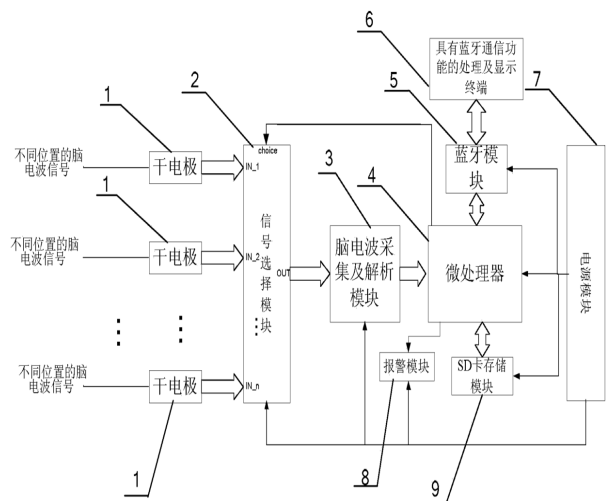 6
具有蓝牙通信功
能的处理及显示
终端
7
2
5
1
choice
蓝牙模
块
不同位置的脑
电波信号
干电极
IN_1
3
4
1
信号选择模块
不同位置的脑
电波信号
干电极
IN_2
OUT
脑电波采
集及解析
模块
微处理器
电源模块
不同位置的脑
电波信号
干电极
IN_n
报警模块
SD卡存储
模块
1
8
9